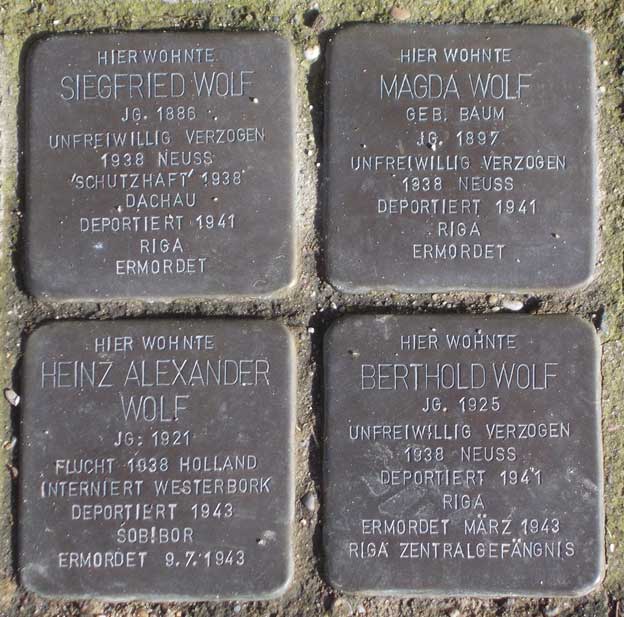 HIER WOHNTE
SIEGFRIED WOLF
JG. 1886
UNFREIWILLIG VERZOGEN
1938 NEUSS
'SCHUTZHAFT' 1938
DACHAU
DEPORTIERT 1941
RIGA
ERMORDET
HIER WOHNTE
MAGDA WOLF
GEB. BAUM
JG. 1897
UNFREIWILLIG VERZOGEN
1938 NEUSS
DEPORTIERT 1941
RIGA
ERMORDET
HIER WOHNTE
HEINZ ALEXANDER
WOLF
JG. 1921
FLUCHT 1938 HOLLAND
INTERNIERT WESTERBORK
DEPORTIERT 1943
SOBIBOR
ERMORDET 9.7.1943
HIER WOHNTE
BERTHOLD WOLF
JG. 1925
UNFREIWILLIG VERZOGEN
1938 NEUSS
DEPORTIERT 1941
RIGA
ERMORDET MÄRZ 1943
RIGA ZENTRALGEFÄNGNIS